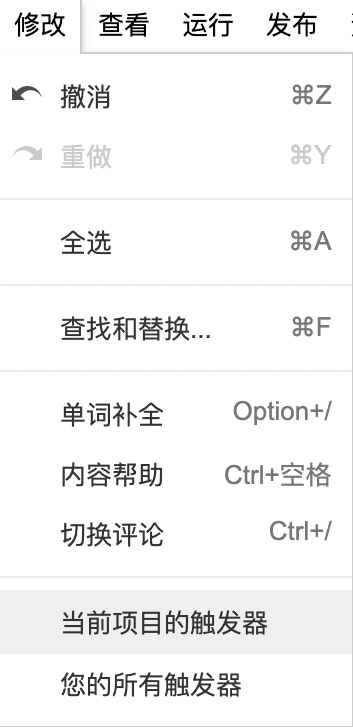 修改 查看 运行 发布
撤消 ⌘Z
重做 ⌘Y
全选 ⌘A
查找和替换... ⌘F
单词补全 Option+/
内容帮助 Ctrl+空格
切换评论 Ctrl+/
当前项目的触发器
您的所有触发器